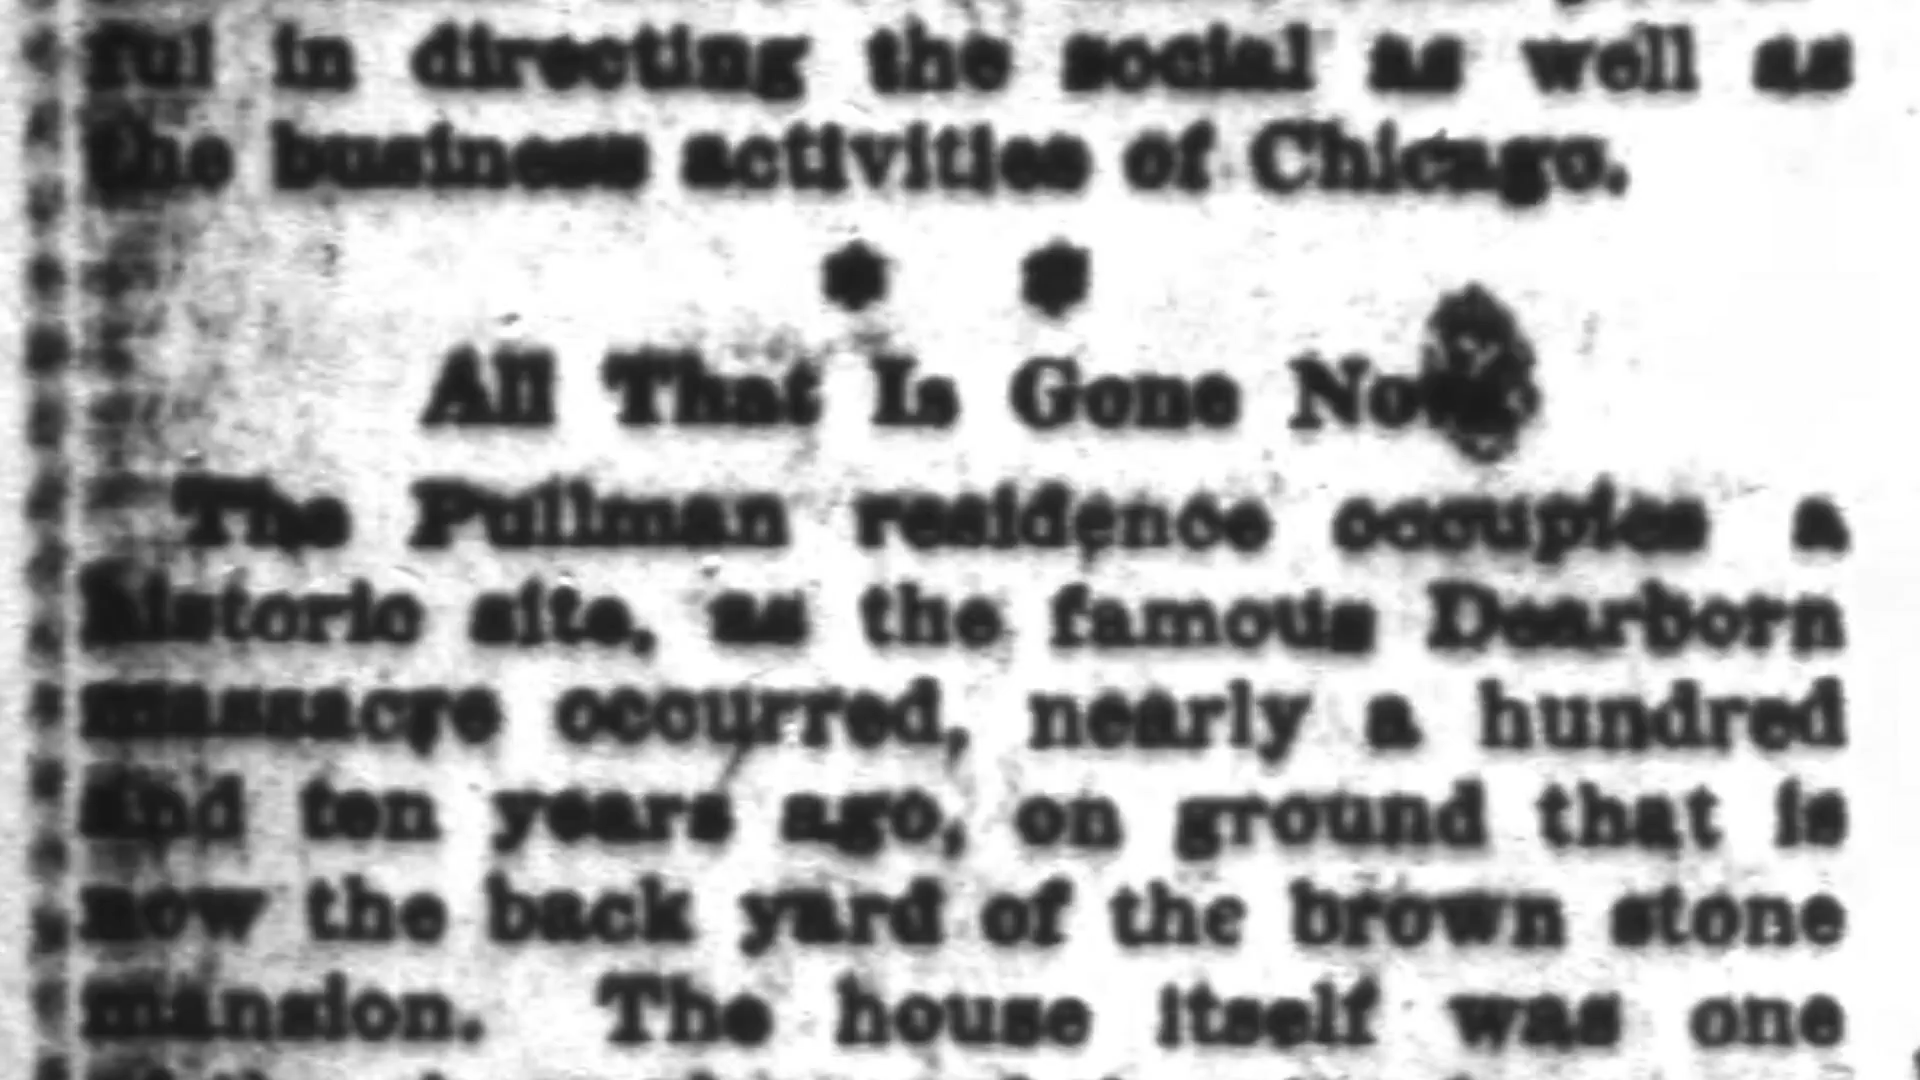 ful in directing the social as well as
the business activities of Chicago.
* *
All That Is Gone Now
The Pullman residence occupies a
historic site, as the famous Dearborn
massacre occurred, nearly a hundred
and ten years ago, on ground that is
now the back yard of the brown stone
mansion. The house itself was one